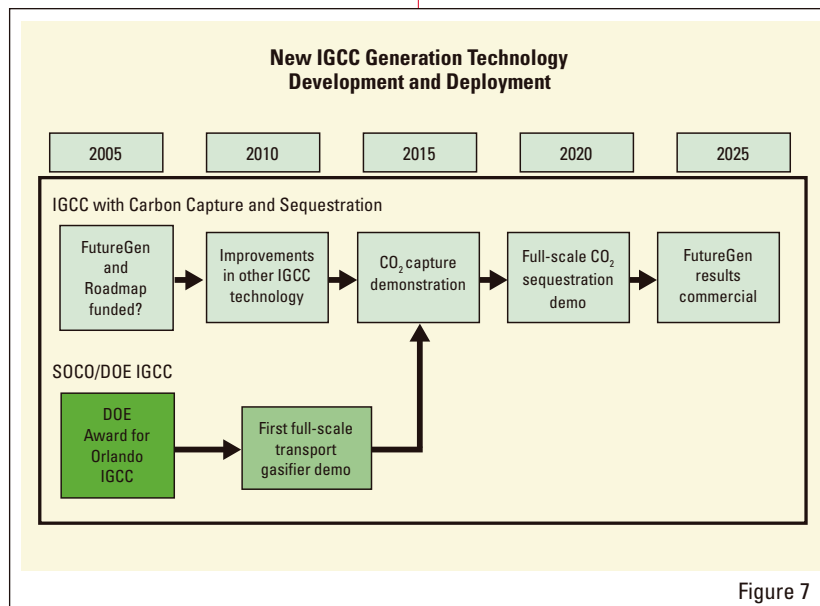 New IGCC Generation Technology
Development and Deployment
2005
2010
2015
2020
2025
IGCC with Carbon Capture and Sequestration
FutureGen
and
Roadmap
funded?
Improvements
in other IGCC
technology
CO₂ capture
demonstration
Full-scale CO₂
sequestration
demo
FutureGen
results
commercial
SOCO/DOE IGCC
DOE
Award for
Orlando
IGCC
First full-scale
transport
gasifier demo
Figure 7